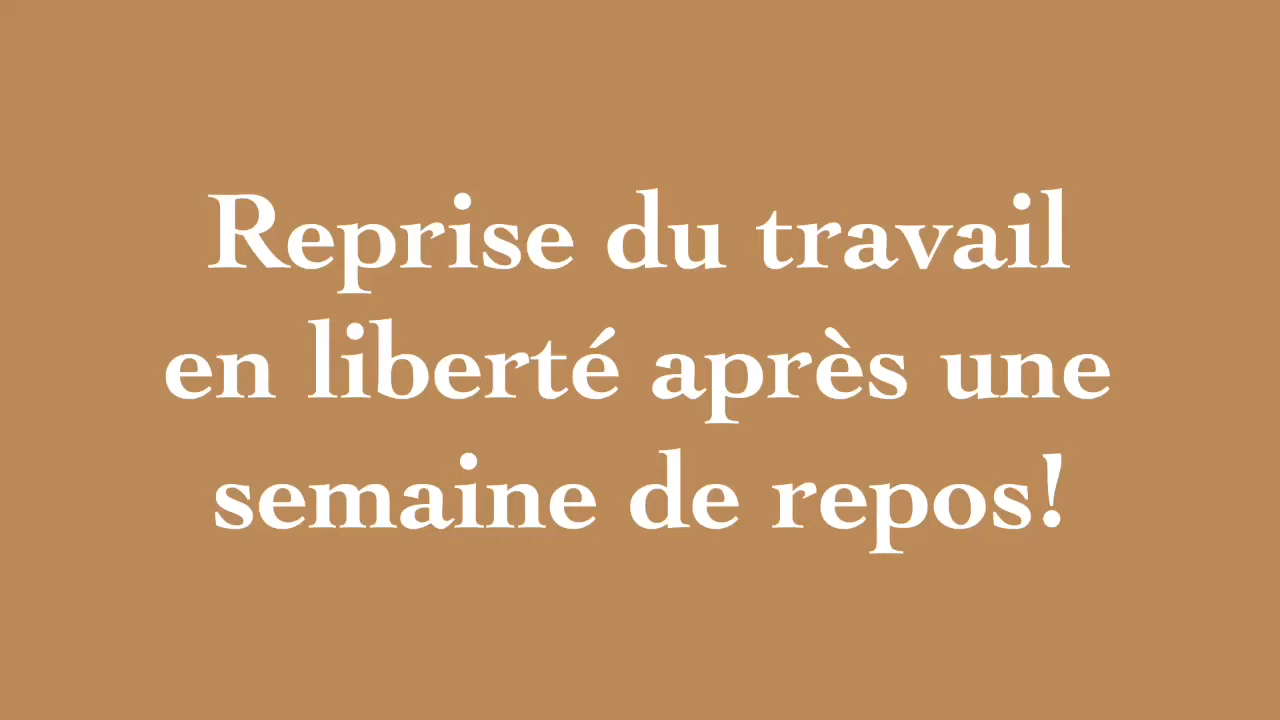 Reprise du travail
en liberté après une
semaine de repos!